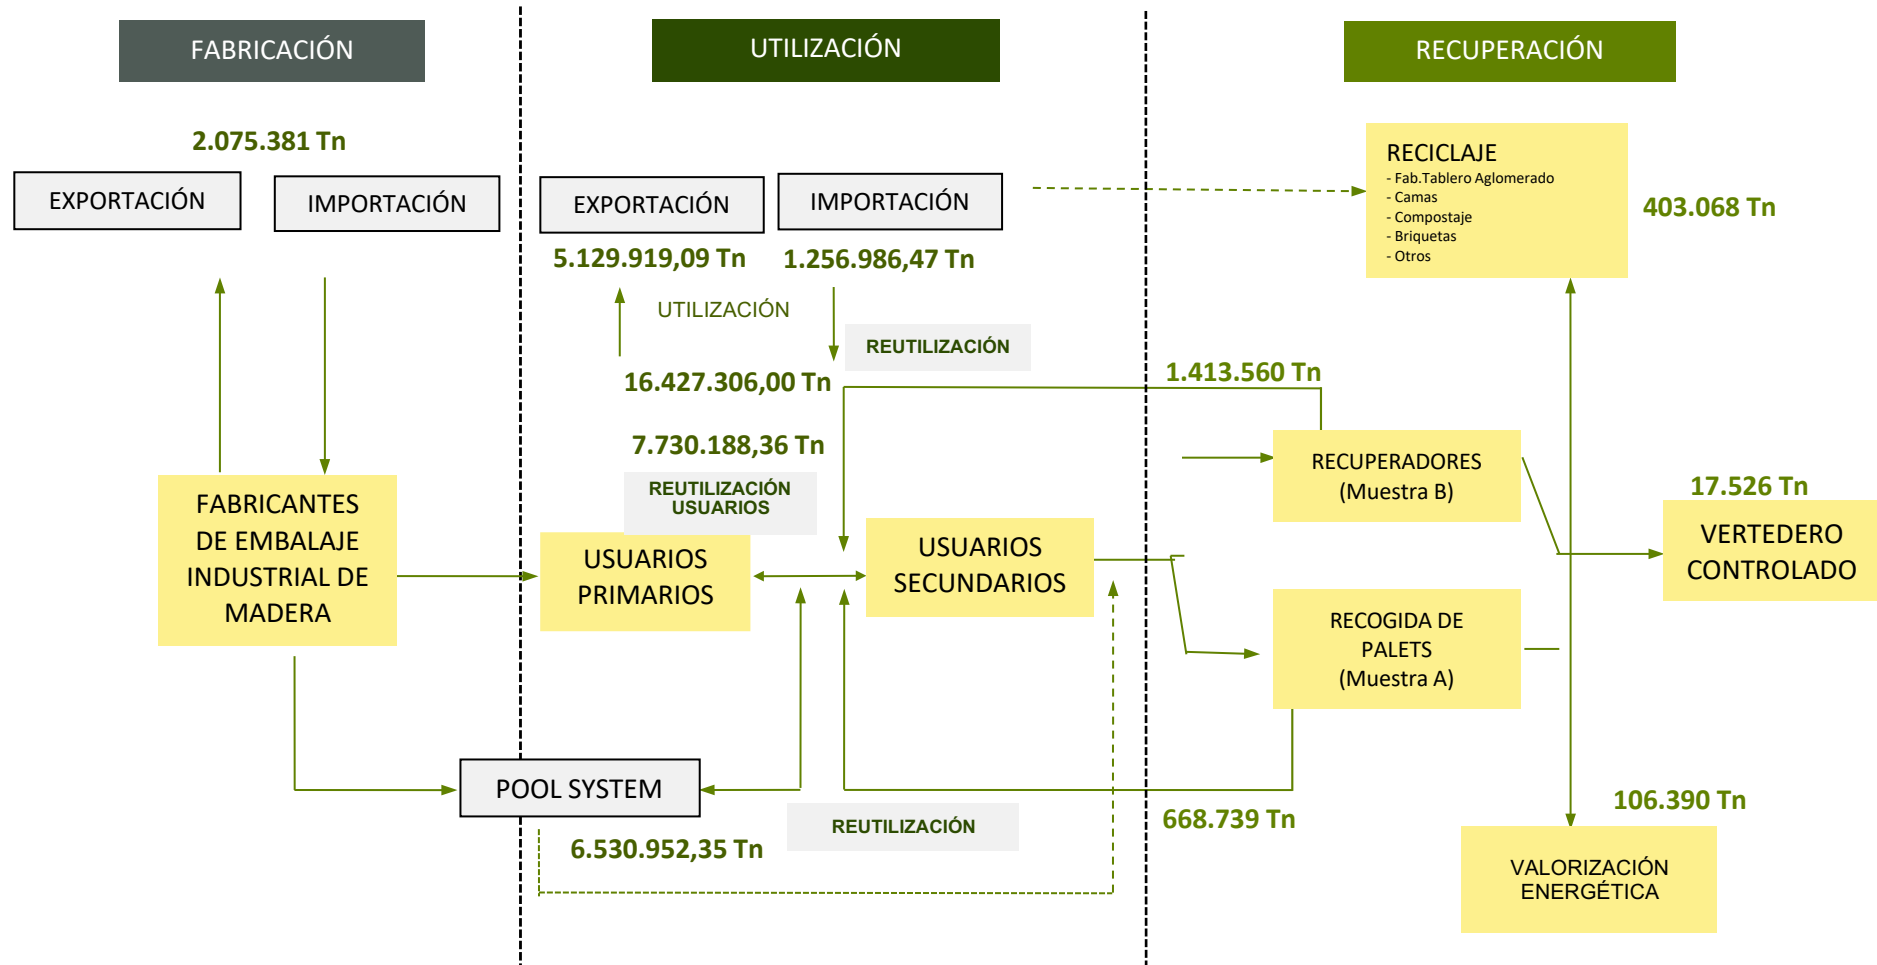 FABRICACIÓN
UTILIZACIÓN
RECUPERACIÓN
2.075.381 Tn
EXPORTACIÓN
IMPORTACIÓN
EXPORTACIÓN
IMPORTACIÓN
5.129.919,09 Tn
1.256.986,47 Tn
UTILIZACIÓN
REUTILIZACIÓN
16.427.306,00 Tn
7.730.188,36 Tn
REUTILIZACIÓN
USUARIOS
FABRICANTES
DE EMBALAJE
INDUSTRIAL DE
MADERA
USUARIOS
PRIMARIOS
USUARIOS
SECUNDARIOS
POOL SYSTEM
6.530.952,35 Tn
REUTILIZACIÓN
RECICLAJE
- Fab.Tablero Aglomerado
- Camas
- Compostaje
- Briquetas
- Otros
403.068 Tn
1.413.560 Tn
RECUPERADORES
(Muestra B)
17.526 Tn
VERTEDERO
CONTROLADO
RECOGIDA DE
PALETS
(Muestra A)
668.739 Tn
106.390 Tn
VALORIZACIÓN
ENERGÉTICA